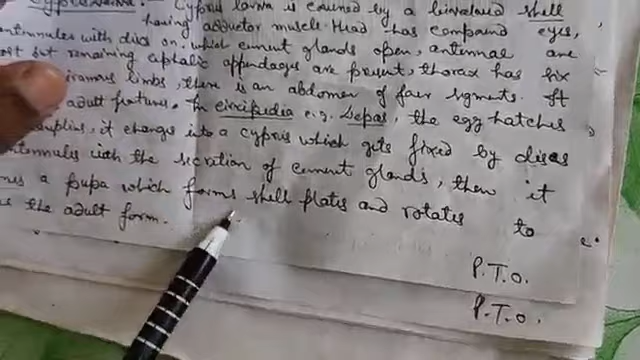 Cypris larva is covered by a bivalved shell
having adductor muscle. Head has compound eyes,
antennules with discs on which cement glands open, antennae are
but remaining cephalic appendages are present, thorax has six
biramous limbs, there is an abdomen of four segments. It
adult features. In cirripedia e.g. Lepas, the egg hatches
nauplius, it changes into a cypris which gets fixed by discs
antennules with the secretion of cement glands, then it
a pupa which forms shell plates and rotates to
the adult form.
P.T.O.
P.T.O.